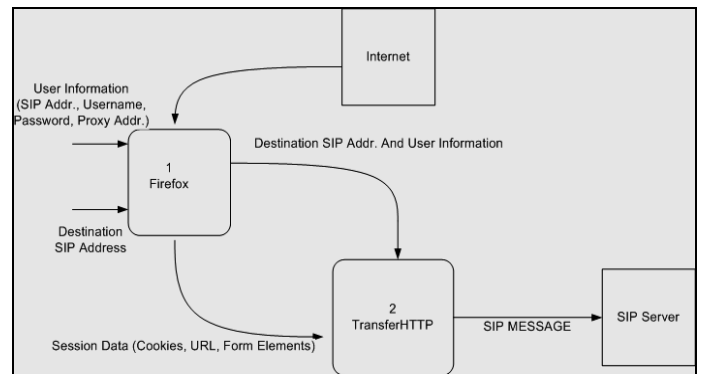 Internet
User Information
(SIP Addr., Username,
Password, Proxy Addr.)
Destination SIP Addr. And User Information
1
Firefox
Destination
SIP Address
2
TransferHTTP
SIP MESSAGE
SIP Server
Session Data (Cookies, URL, Form Elements)